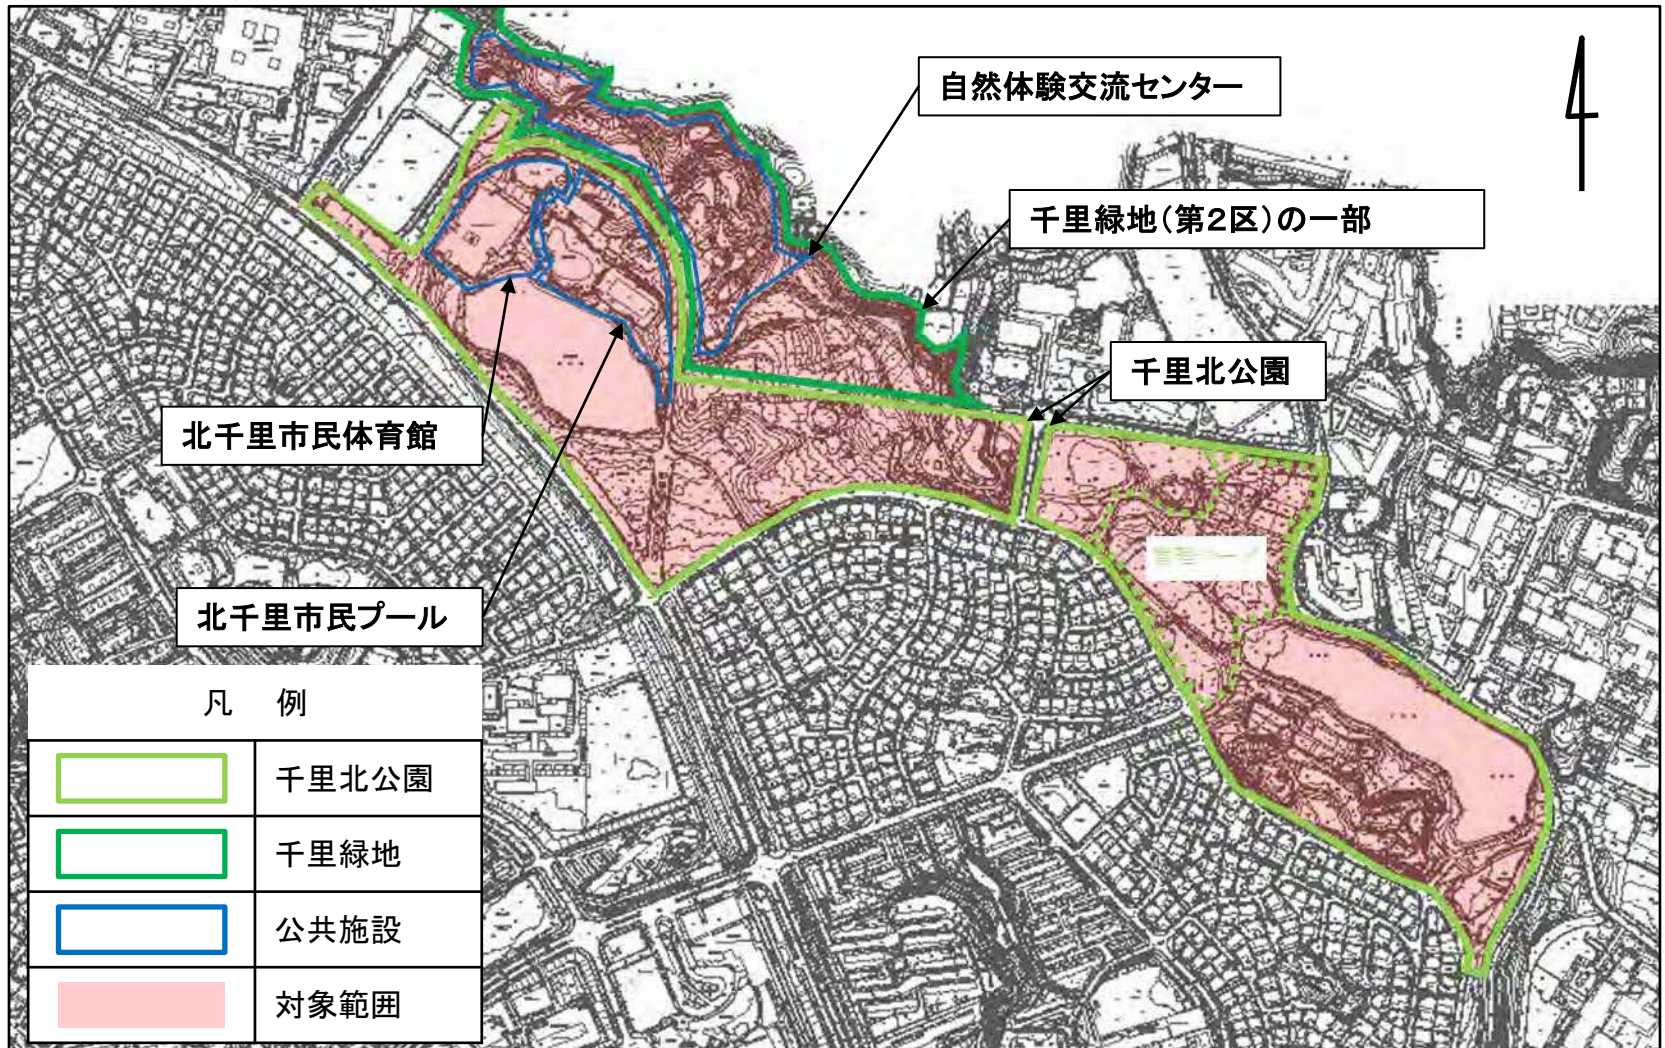 自然体験交流センター
千里緑地（第2区）の一部
千里北公園
北千里市民体育館
北千里市民プール
凡　例
千里北公園
千里緑地
公共施設
対象範囲